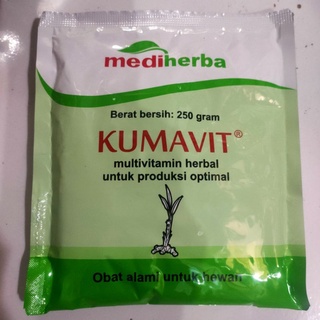 mediherba
Berat bersih: 250 gram
KUMAVIT®
multivitamin herbal
untuk produksi optimal
Obat alami untuk hewan